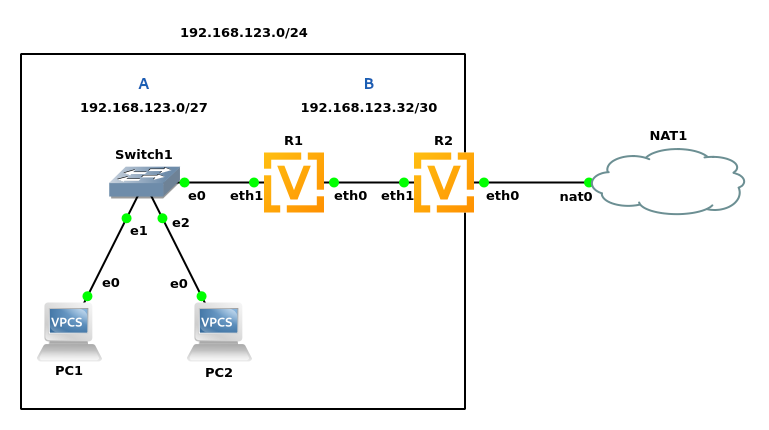 192.168.123.0/24
A
B
192.168.123.0/27
192.168.123.32/30
Switch1
R1
R2
NAT1
V
V
e0
eth1
eth0
eth1
eth0
nat0
e1
e2
e0
e0
VPCS
VPCS
PC1
PC2